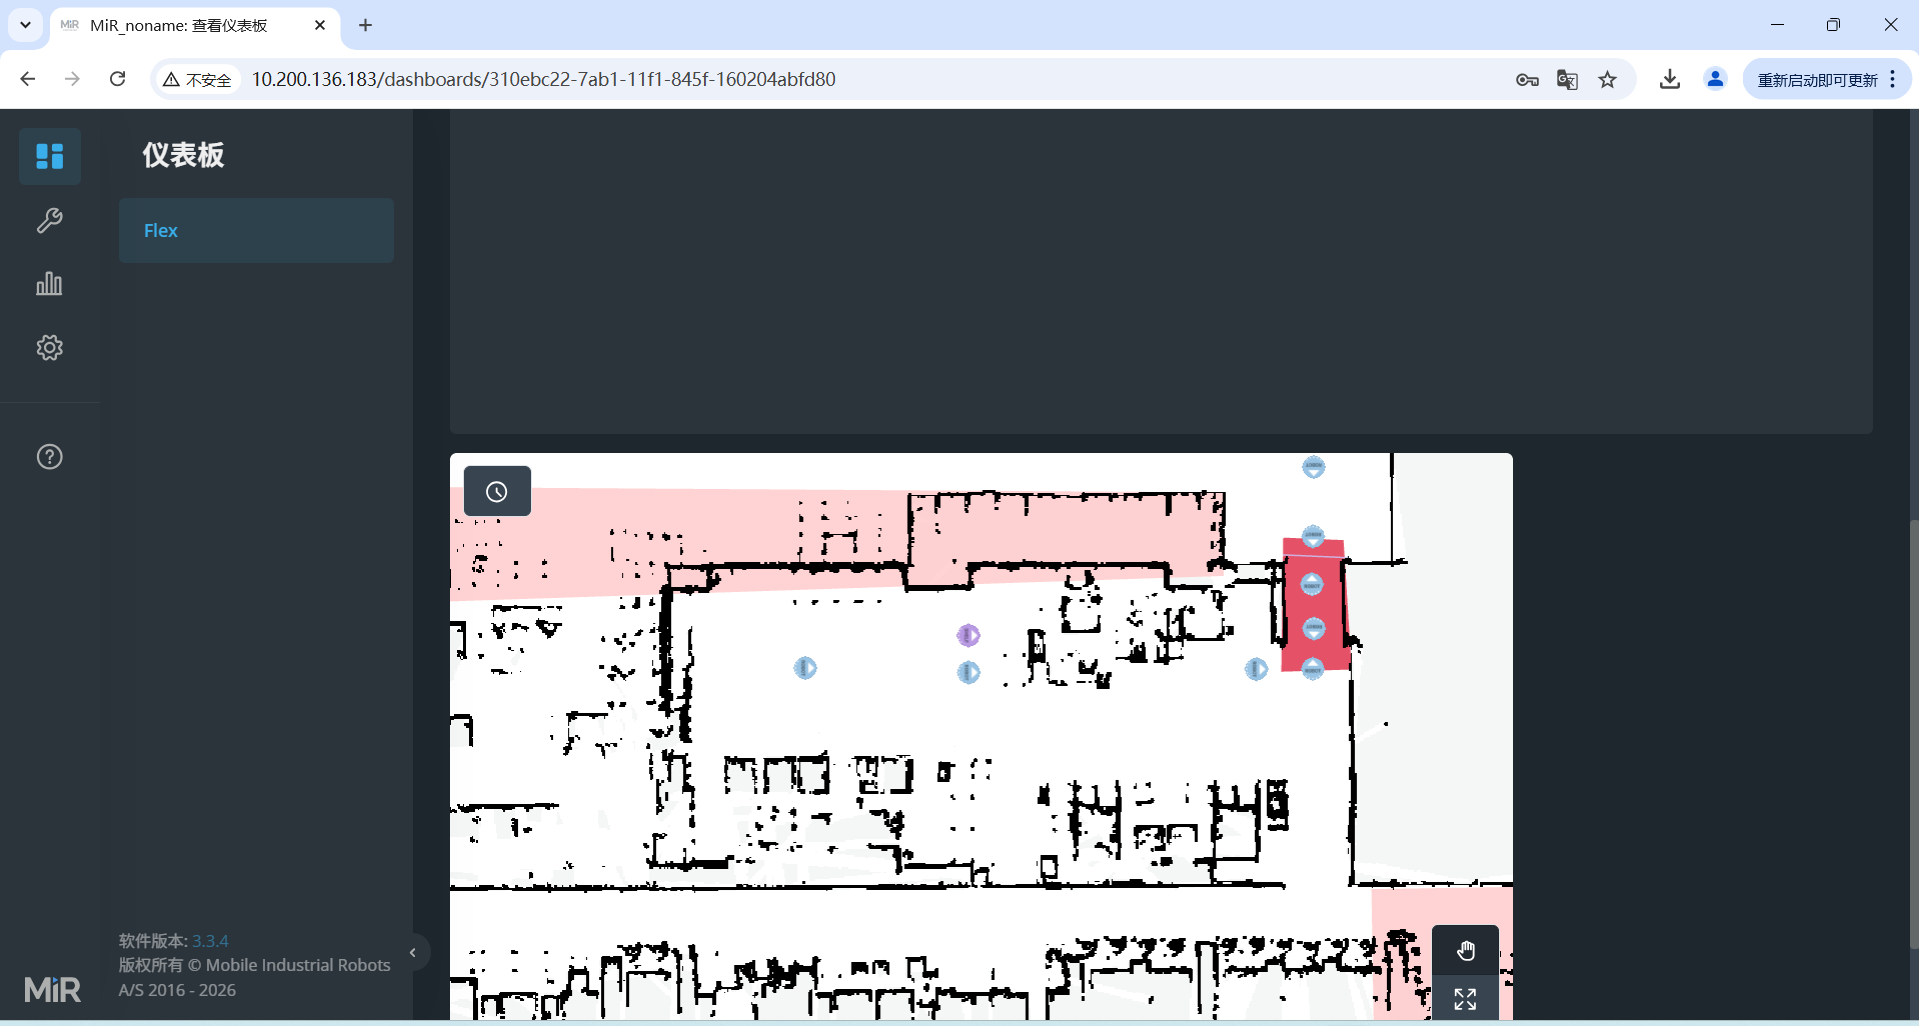 MiR_noname: 查看仪表板
不安全
10.200.136.183/dashboards/310ebc22-7ab1-11f1-845f-160204abfd80
重新启动即可更新
仪表板
Flex
软件版本: 3.3.4
版权所有 © Mobile Industrial Robots
A/S 2016 - 2026
MiR